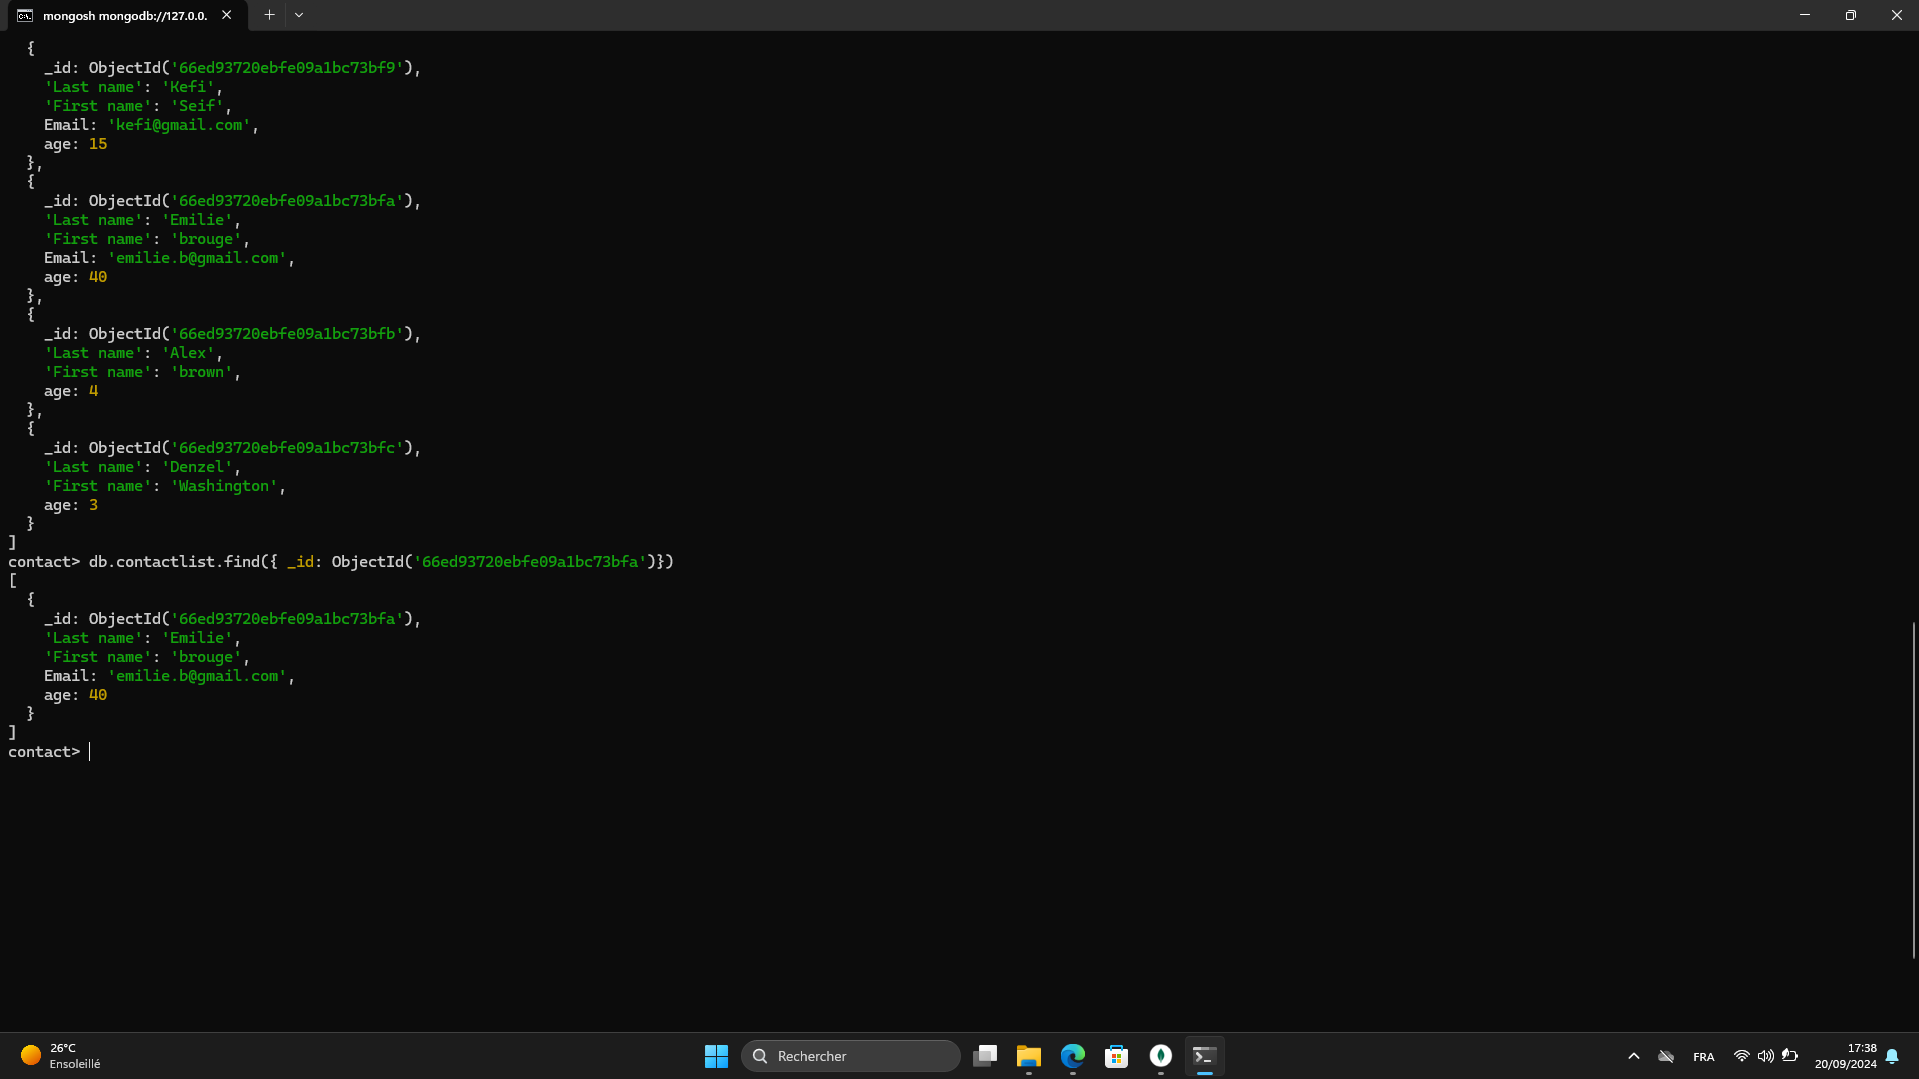 mongosh mongodb://127.0.0.
{
_id: ObjectId('66ed93720ebfe09a1bc73bf9'),
'Last name': 'Kefi',
'First name': 'Seif',
Email: 'kefi@gmail.com',
age: 15
},
{
_id: ObjectId('66ed93720ebfe09a1bc73bfa'),
'Last name': 'Emilie',
'First name': 'brouge',
Email: 'emilie.b@gmail.com',
age: 40
},
{
_id: ObjectId('66ed93720ebfe09a1bc73bfb'),
'Last name': 'Alex',
'First name': 'brown',
age: 4
},
{
_id: ObjectId('66ed93720ebfe09a1bc73bfc'),
'Last name': 'Denzel',
'First name': 'Washington',
age: 3
}
]
contact> db.contactlist.find({ _id: ObjectId('66ed93720ebfe09a1bc73bfa')})
[
{
_id: ObjectId('66ed93720ebfe09a1bc73bfa'),
'Last name': 'Emilie',
'First name': 'brouge',
Email: 'emilie.b@gmail.com',
age: 40
}
]
contact>
26°C
Ensoleillé
Rechercher
FRA
17:38
20/09/2024